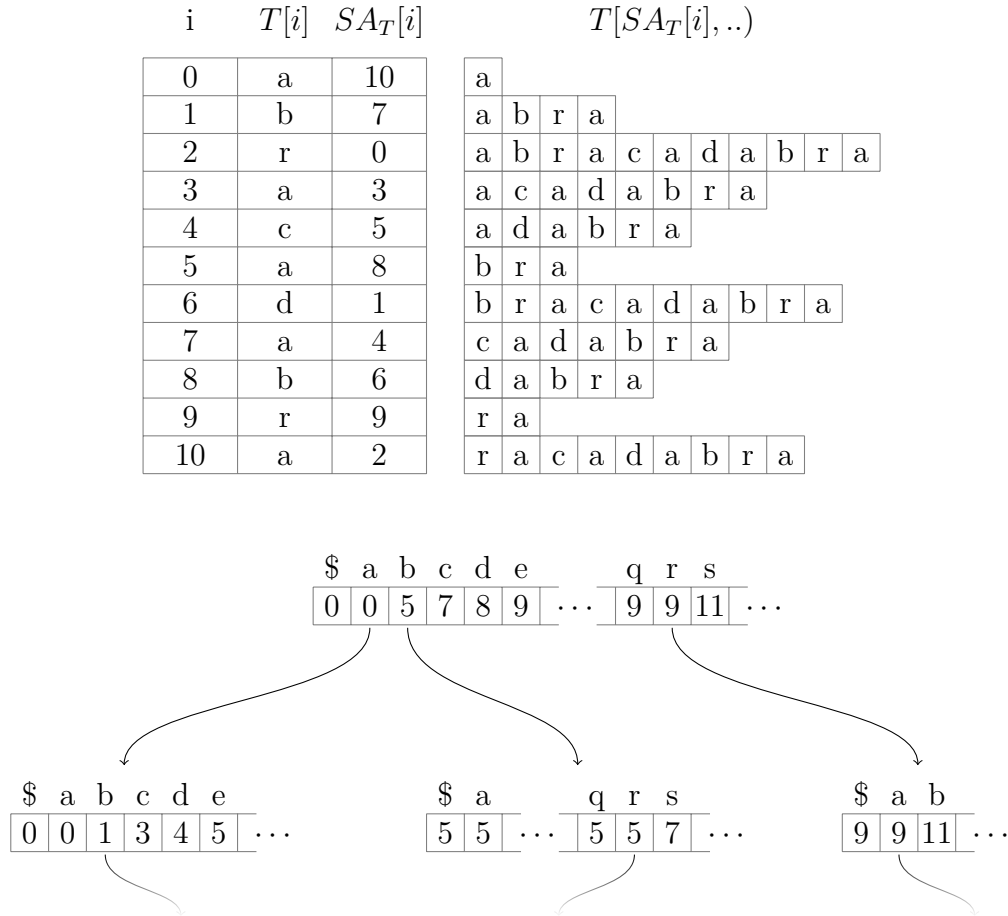 i T[i] SA_T[i] T[SA_T[i],..)
0 a 10 a
1 b 7 a b r a
2 r 0 a b r a c a d a b r a
3 a 3 a c a d a b r a
4 c 5 a d a b r a
5 a 8 b r a
6 d 1 b r a c a d a b r a
7 a 4 c a d a b r a
8 b 6 d a b r a
9 r 9 r a
10 a 2 r a c a d a b r a
$ a b c d e q r s
0 0 5 7 8 9 ··· 9 9 11 ···
$ a b c d e $ a q r s $ a b
0 0 1 3 4 5 ··· 5 5 ··· 5 5 7 ··· 9 9 11 ···